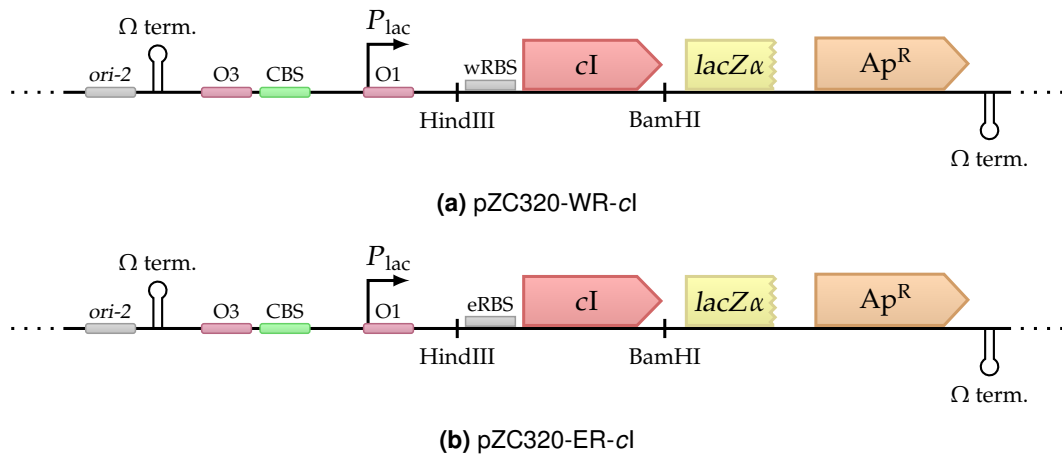 P_lac
Ω term.
ori-2 O3 CBS O1 wRBS cI lacZα Ap^R
HindIII BamHI
Ω term.
(a) pZC320-WR-cI
P_lac
Ω term.
ori-2 O3 CBS O1 eRBS cI lacZα Ap^R
HindIII BamHI
Ω term.
(b) pZC320-ER-cI